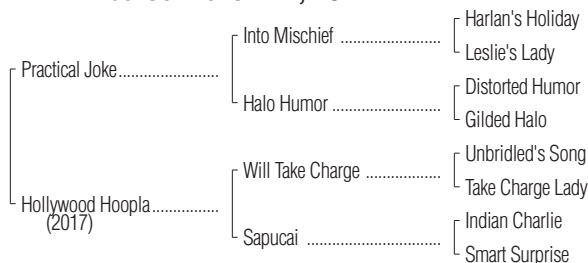 Harlan's Holiday
Into Mischief ....................
Leslie's Lady
Practical Joke....................
Distorted Humor
Halo Humor ......................
Gilded Halo
Unbridled's Song
Will Take Charge ...............
Take Charge Lady
Hollywood Hoopla.............
(2017)
Indian Charlie
Sapucai ...........................
Smart Surprise